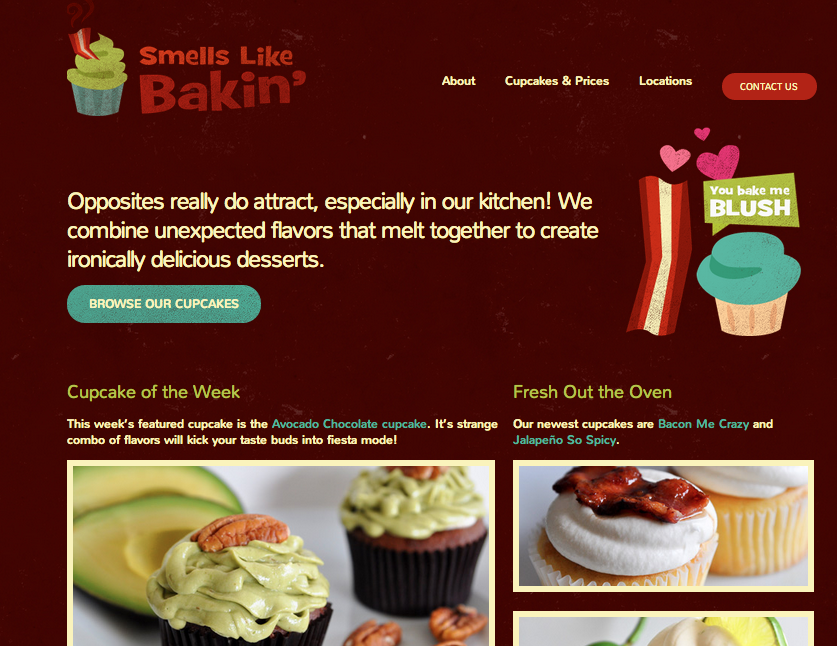 Smells Like
Bakin’
About
Cupcakes & Prices
Locations
CONTACT US
Opposites really do attract, especially in our kitchen! We
combine unexpected flavors that melt together to create
ironically delicious desserts.
BROWSE OUR CUPCAKES
You bake me
BLUSH
Cupcake of the Week
This week’s featured cupcake is the Avocado Chocolate cupcake. It’s strange
combo of flavors will kick your taste buds into fiesta mode!
Fresh Out the Oven
Our newest cupcakes are Bacon Me Crazy and
Jalapeño So Spicy.